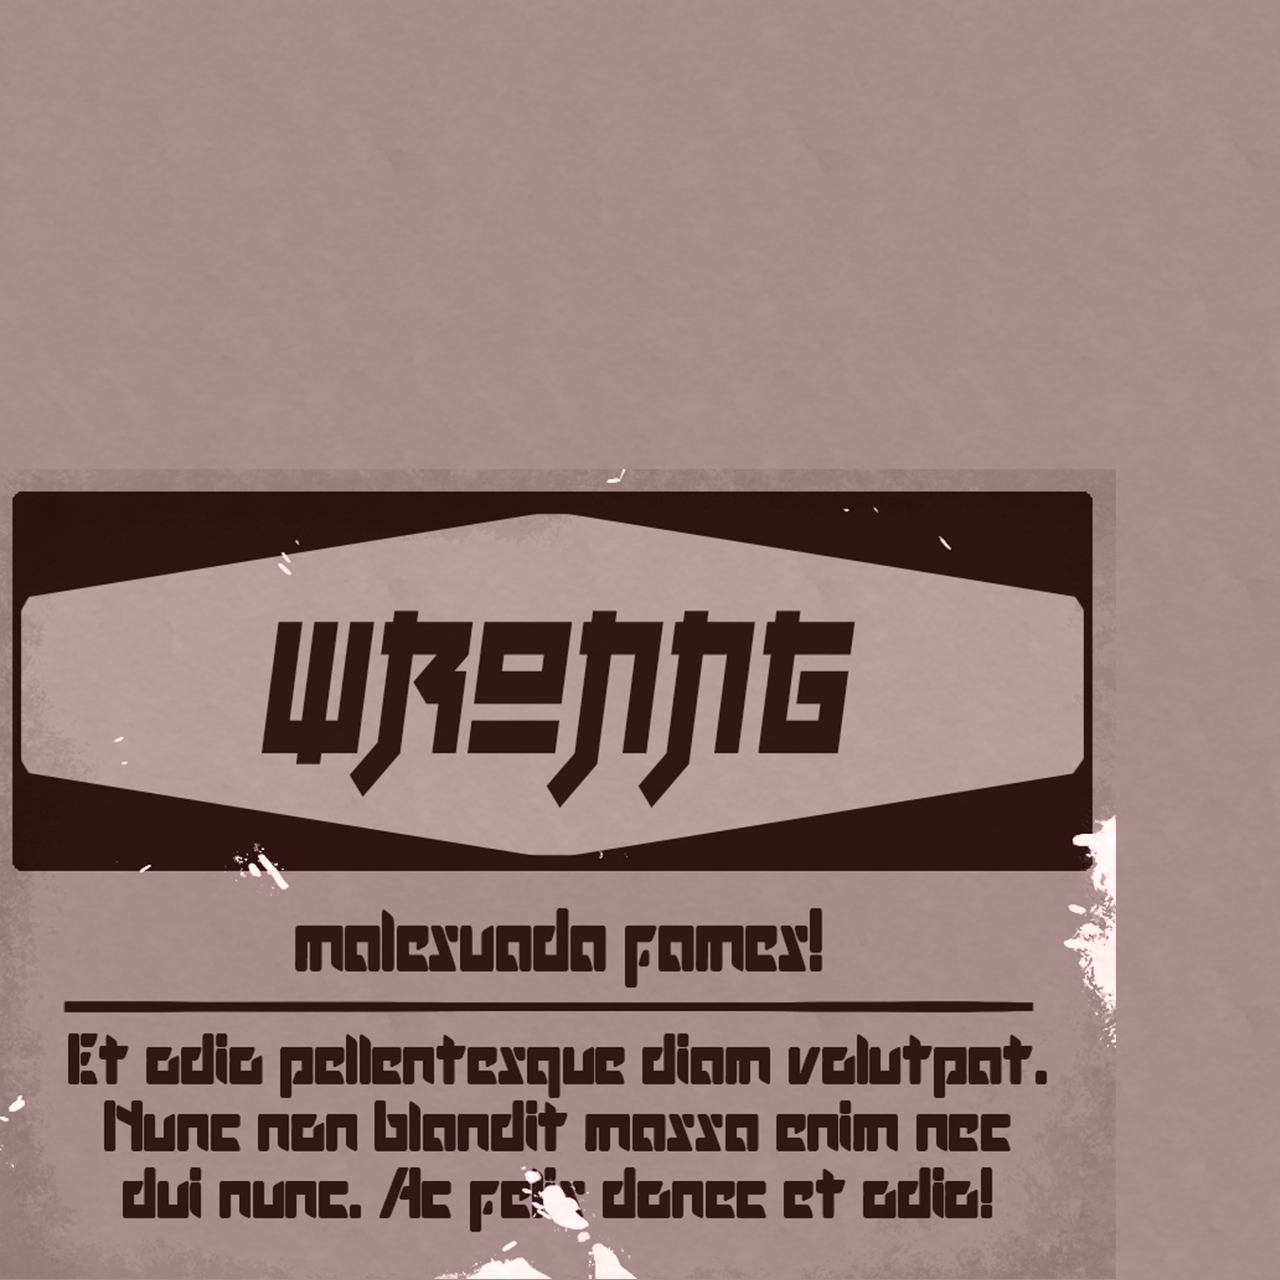 WRONNG
malesuada fames!
Et odio pellentesque diam volutpat.
Nunc non blandit massa enim nec
dui nunc. Ac felis donec et odio!